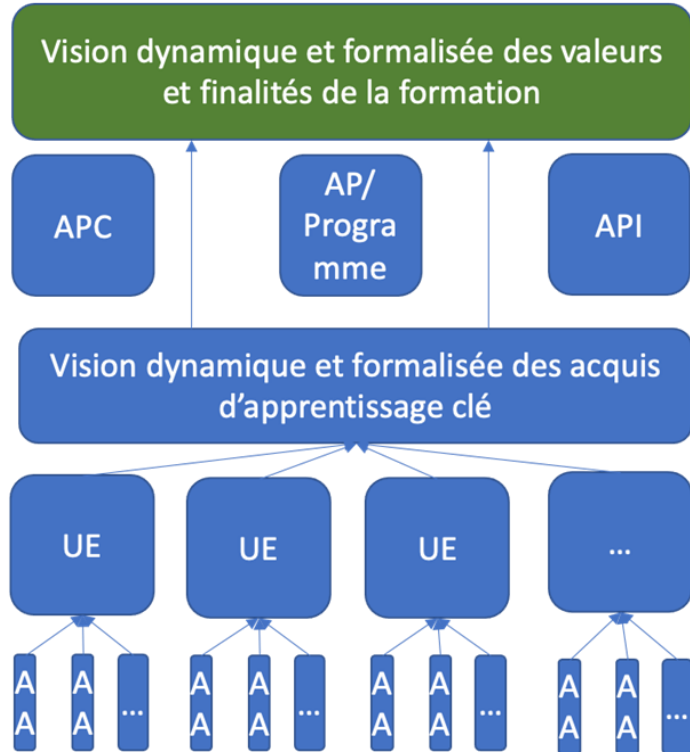 Vision dynamique et formalisée des valeurs
et finalités de la formation
APC
AP/
Progra
mme
API
Vision dynamique et formalisée des acquis
d’apprentissage clé
UE
UE
UE
...
A
A
A
A
...
A
A
A
A
...
A
A
A
A
...
A
A
A
A
...